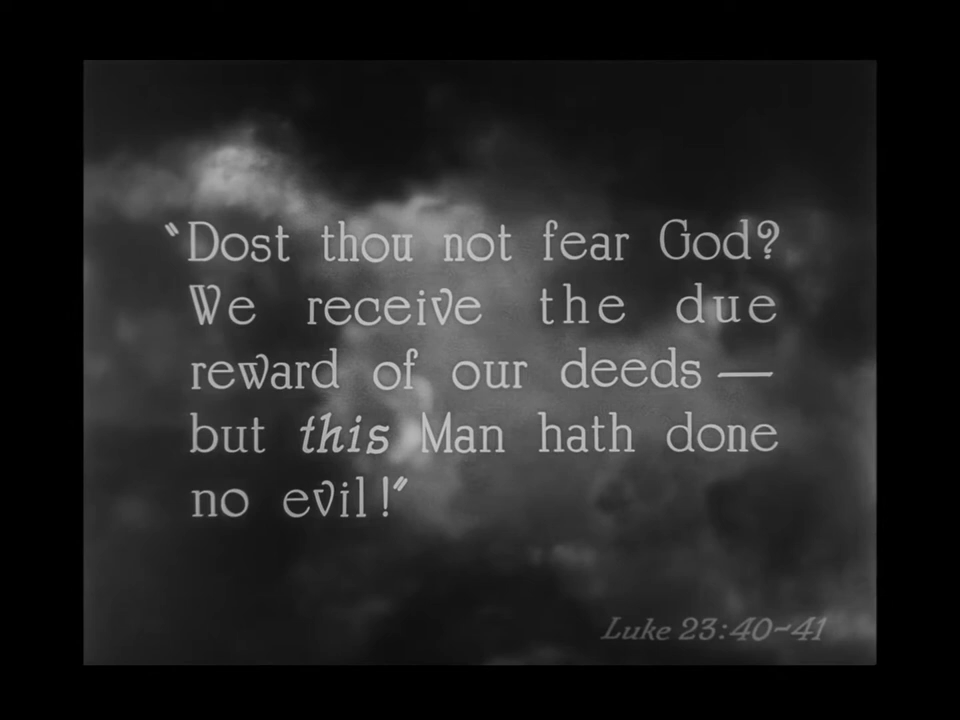 "Dost thou not fear God?
We receive the due
reward of our deeds —
but this Man hath done
no evil!"
Luke 23:40-41